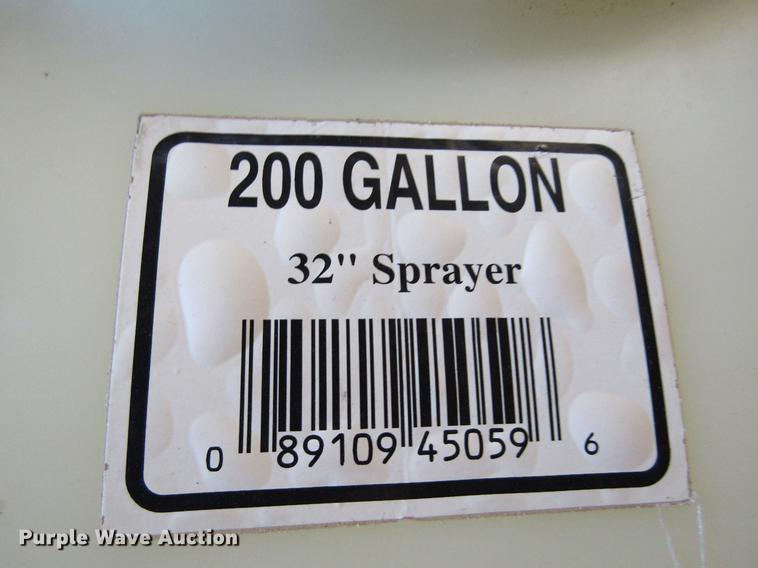 200 GALLON
32" Sprayer
0 89109 45059 6
Purple Wave Auction